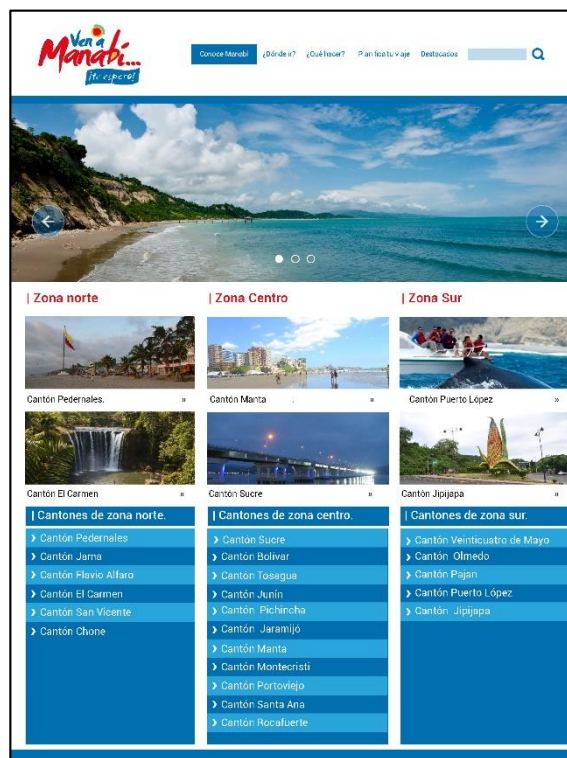 Ven a
Manabí...
¡te espero!
Conoce Manabí
¿Dónde ir?
¿Qué hacer?
Planifica tu viaje
Destacados
| Zona norte
| Zona Centro
| Zona Sur
Cantón Pedernales. »
Cantón Manta . »
Cantón Puerto López »
Cantón El Carmen »
Cantón Sucre »
Cantón Jipijapa »
| Cantones de zona norte.
❯ Cantón Pedernales
❯ Cantón Jama
❯ Cantón Flavio Alfaro
❯ Cantón El Carmen
❯ Cantón San Vicente
❯ Cantón Chone
| Cantones de zona centro.
❯ Cantón Sucre
❯ Cantón Bolivar
❯ Cantón Tosagua
❯ Cantón Junín
❯ Cantón Pichincha
❯ Cantón Jaramijó
❯ Cantón Manta
❯ Cantón Montecristi
❯ Cantón Portoviejo
❯ Cantón Santa Ana
❯ Cantón Rocafuerte
| Cantones de zona sur.
❯ Cantón Veinticuatro de Mayo
❯ Cantón Olmedo
❯ Cantón Pajan
❯ Cantón Puerto López
❯ Cantón Jipijapa